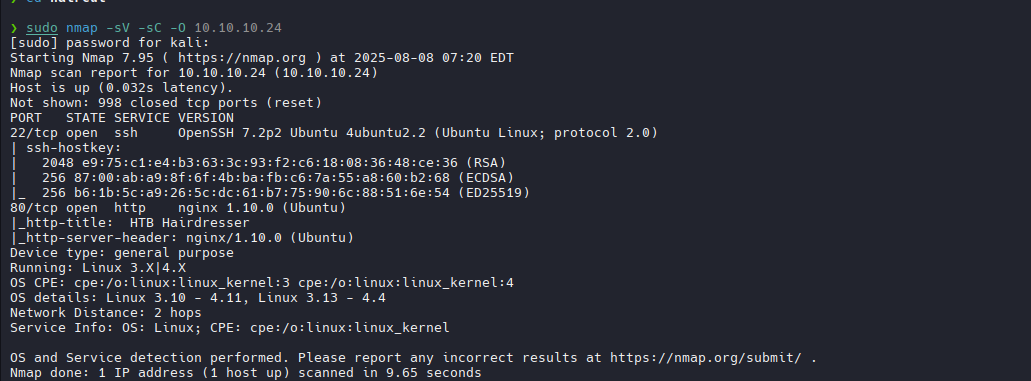 ❯ sudo nmap -sV -sC -O 10.10.10.24
[sudo] password for kali:
Starting Nmap 7.95 ( https://nmap.org ) at 2025-08-08 07:20 EDT
Nmap scan report for 10.10.10.24 (10.10.10.24)
Host is up (0.032s latency).
Not shown: 998 closed tcp ports (reset)
PORT   STATE SERVICE VERSION
22/tcp open  ssh     OpenSSH 7.2p2 Ubuntu 4ubuntu2.2 (Ubuntu Linux; protocol 2.0)
| ssh-hostkey:
|   2048 e9:75:c1:e4:b3:63:3c:93:f2:c6:18:08:36:48:ce:36 (RSA)
|   256 87:00:ab:a9:8f:6f:4b:ba:fb:c6:7a:55:a8:60:b2:68 (ECDSA)
|_  256 b6:1b:5c:a9:26:5c:dc:61:b7:75:90:6c:88:51:6e:54 (ED25519)
80/tcp open  http    nginx 1.10.0 (Ubuntu)
|_http-title:  HTB Hairdresser
|_http-server-header: nginx/1.10.0 (Ubuntu)
Device type: general purpose
Running: Linux 3.X|4.X
OS CPE: cpe:/o:linux:linux_kernel:3 cpe:/o:linux:linux_kernel:4
OS details: Linux 3.10 - 4.11, Linux 3.13 - 4.4
Network Distance: 2 hops
Service Info: OS: Linux; CPE: cpe:/o:linux:linux_kernel
OS and Service detection performed. Please report any incorrect results at https://nmap.org/submit/ .
Nmap done: 1 IP address (1 host up) scanned in 9.65 seconds